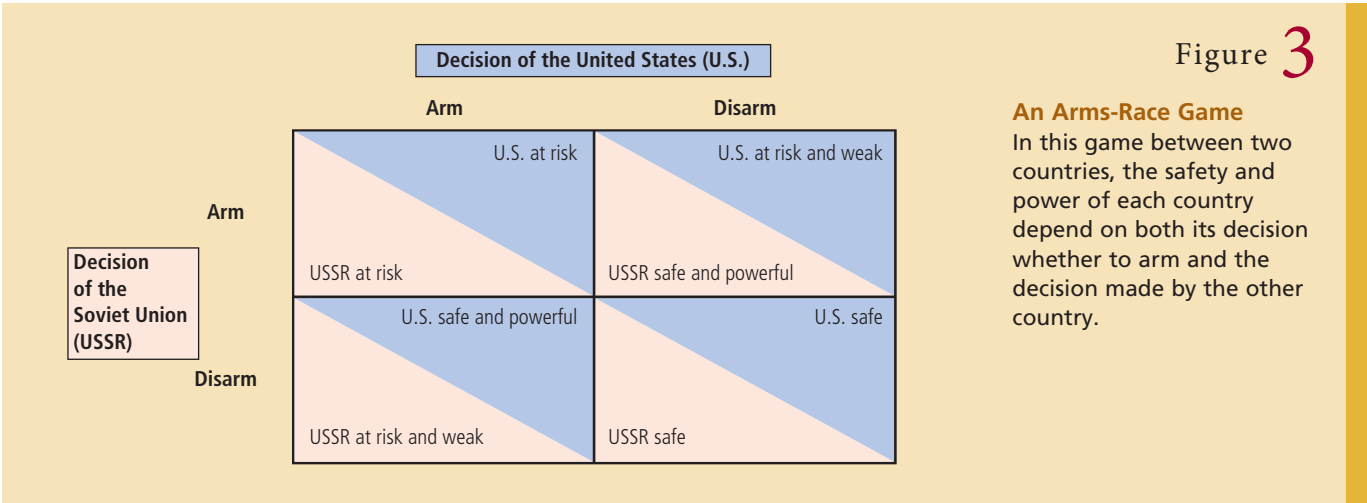 Decision of the United States (U.S.)
Arm
Disarm
Arm
U.S. at risk
USSR at risk
U.S. at risk and weak
USSR safe and powerful
Decision
of the
Soviet Union
(USSR)
Disarm
U.S. safe and powerful
USSR at risk and weak
U.S. safe
USSR safe
Figure 3
An Arms-Race Game
In this game between two
countries, the safety and
power of each country
depend on both its decision
whether to arm and the
decision made by the other
country.